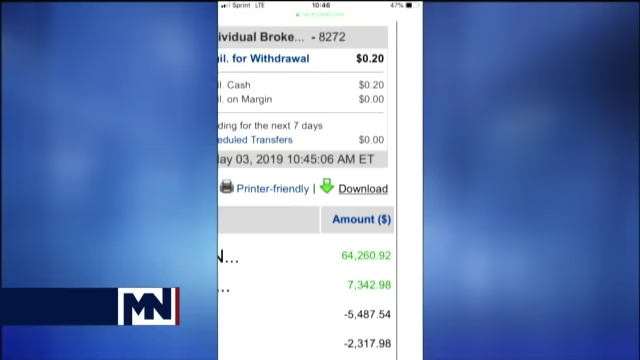 Sprint LTE 10:46 47%
ividual Broke... - 8272
il. for Withdrawal $0.20
l. Cash $0.20
l. on Margin $0.00
ding for the next 7 days
eduled Transfers $0.00
ay 03, 2019 10:45:06 AM ET
Printer-friendly | Download
Amount ($)
N... 64,260.92
... 7,342.98
-5,487.54
MN
-2,317.98